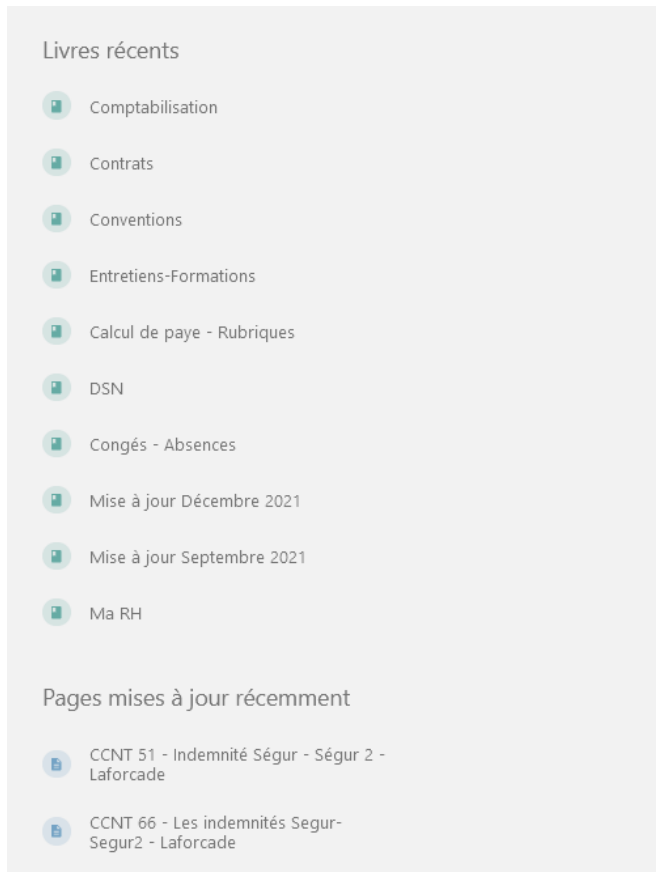 Livres récents
Comptabilisation
Contrats
Conventions
Entretiens-Formations
Calcul de paye - Rubriques
DSN
Congés - Absences
Mise à jour Décembre 2021
Mise à jour Septembre 2021
Ma RH
Pages mises à jour récemment
CCNT 51 - Indemnité Ségur - Ségur 2 -
Laforcade
CCNT 66 - Les indemnités Segur-
Segur2 - Laforcade